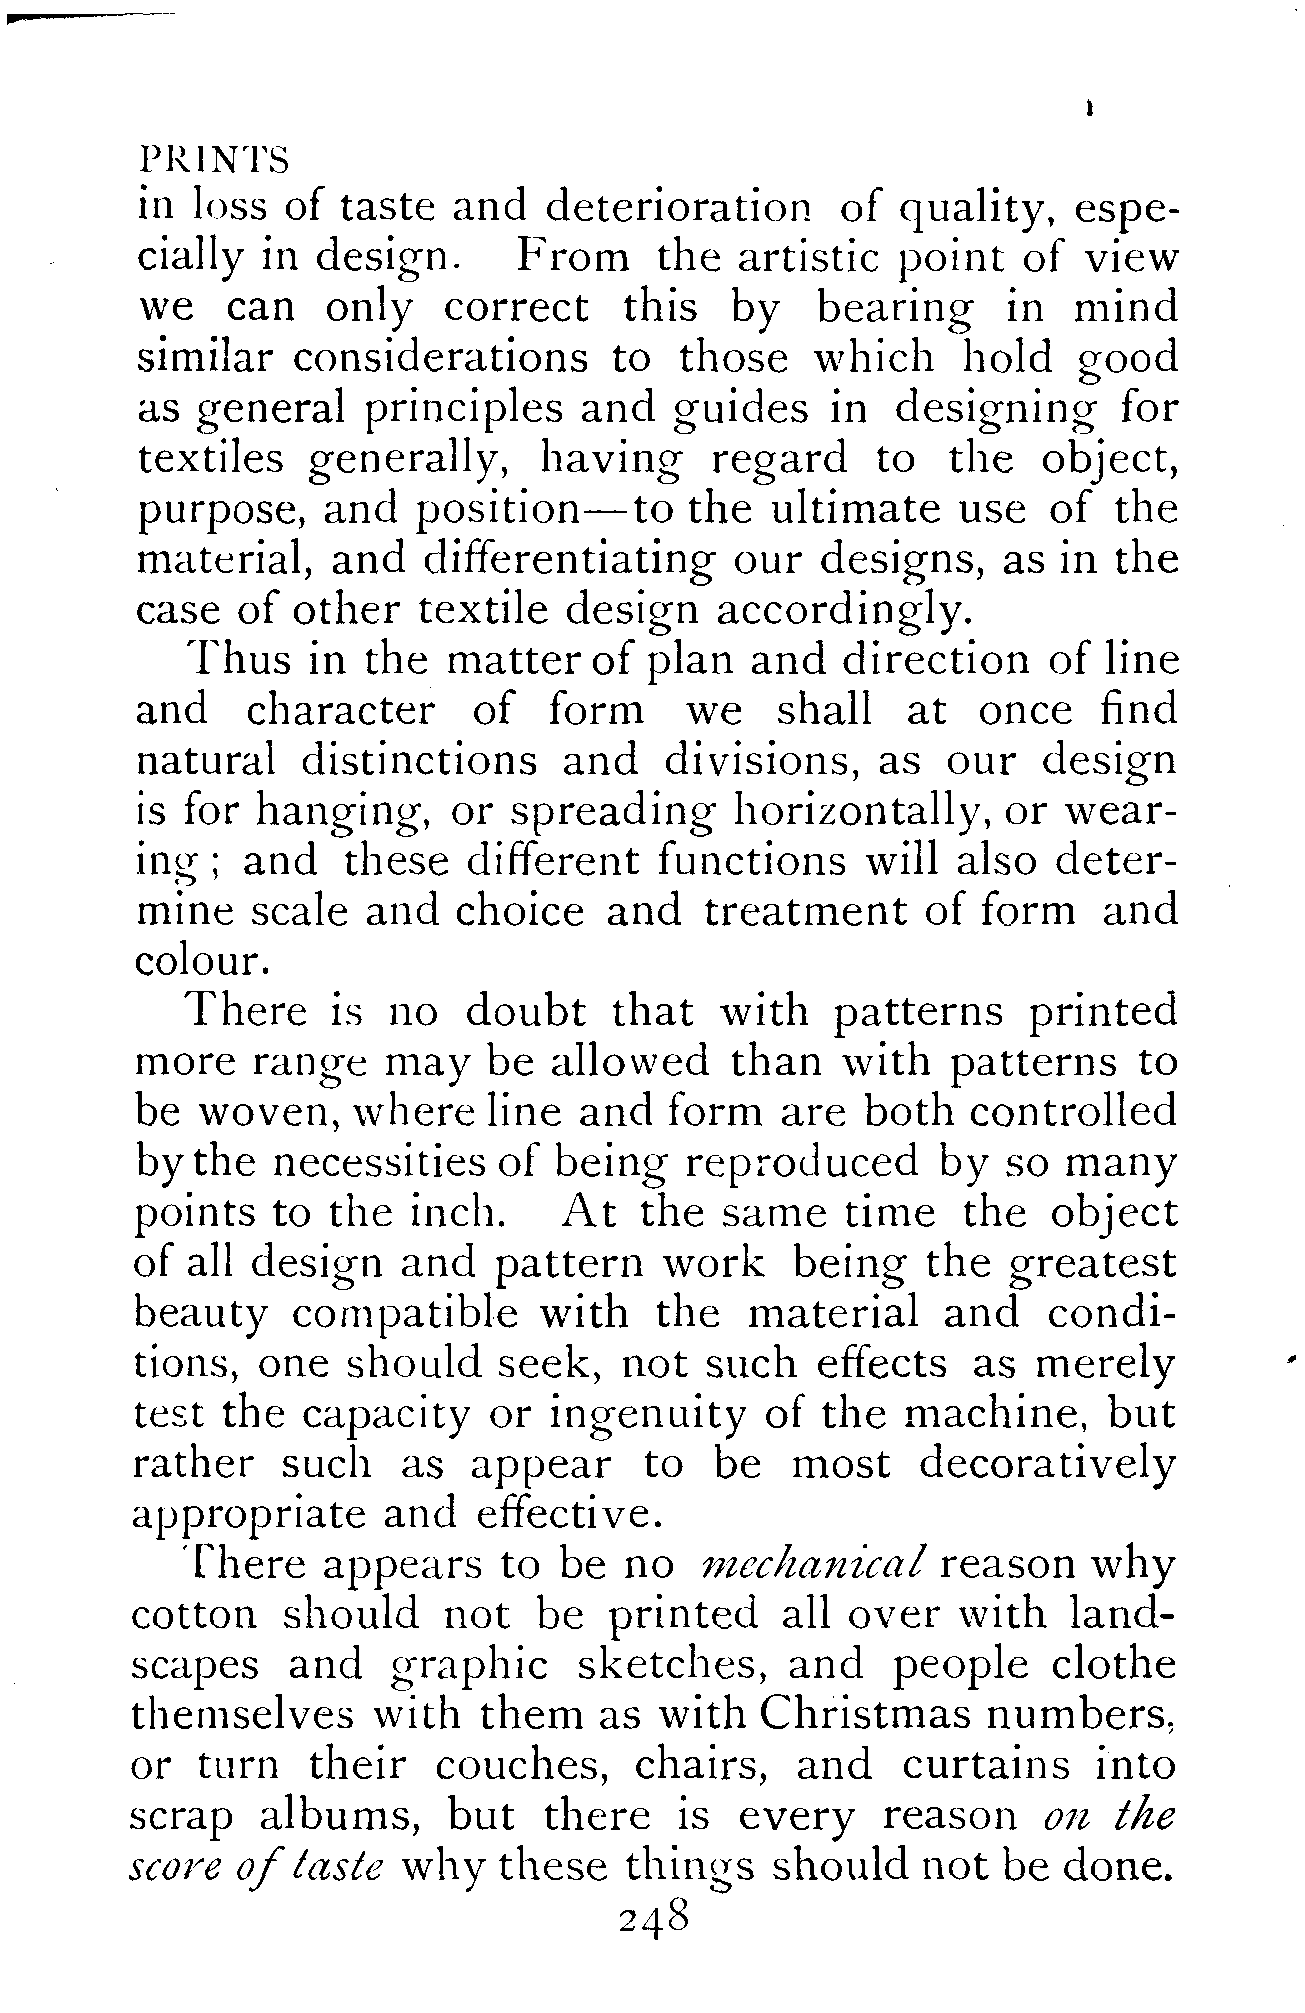 PRINTS
in loss of taste and deterioration of quality, espe-
cially in design. From the artistic point of view
we can only correct this by bearing in mind
similar considerations to those which hold good
as general principles and guides in designing for
textiles generally, having regard to the object,
purpose, and position—to the ultimate use of the
material, and differentiating our designs, as in the
case of other textile design accordingly.
Thus in the matter of plan and direction of line
and character of form we shall at once find
natural distinctions and divisions, as our design
is for hanging, or spreading horizontally, or wear-
ing; and these different functions will also deter-
mine scale and choice and treatment of form and
colour.
There is no doubt that with patterns printed
more range may be allowed than with patterns to
be woven, where line and form are both controlled
by the necessities of being reproduced by so many
points to the inch. At the same time the object
of all design and pattern work being the greatest
beauty compatible with the material and condi-
tions, one should seek, not such effects as merely
test the capacity or ingenuity of the machine, but
rather such as appear to be most decoratively
appropriate and effective.
There appears to be no mechanical reason why
cotton should not be printed all over with land-
scapes and graphic sketches, and people clothe
themselves with them as with Christmas numbers,
or turn their couches, chairs, and curtains into
scrap albums, but there is every reason on the
score of taste why these things should not be done.
248